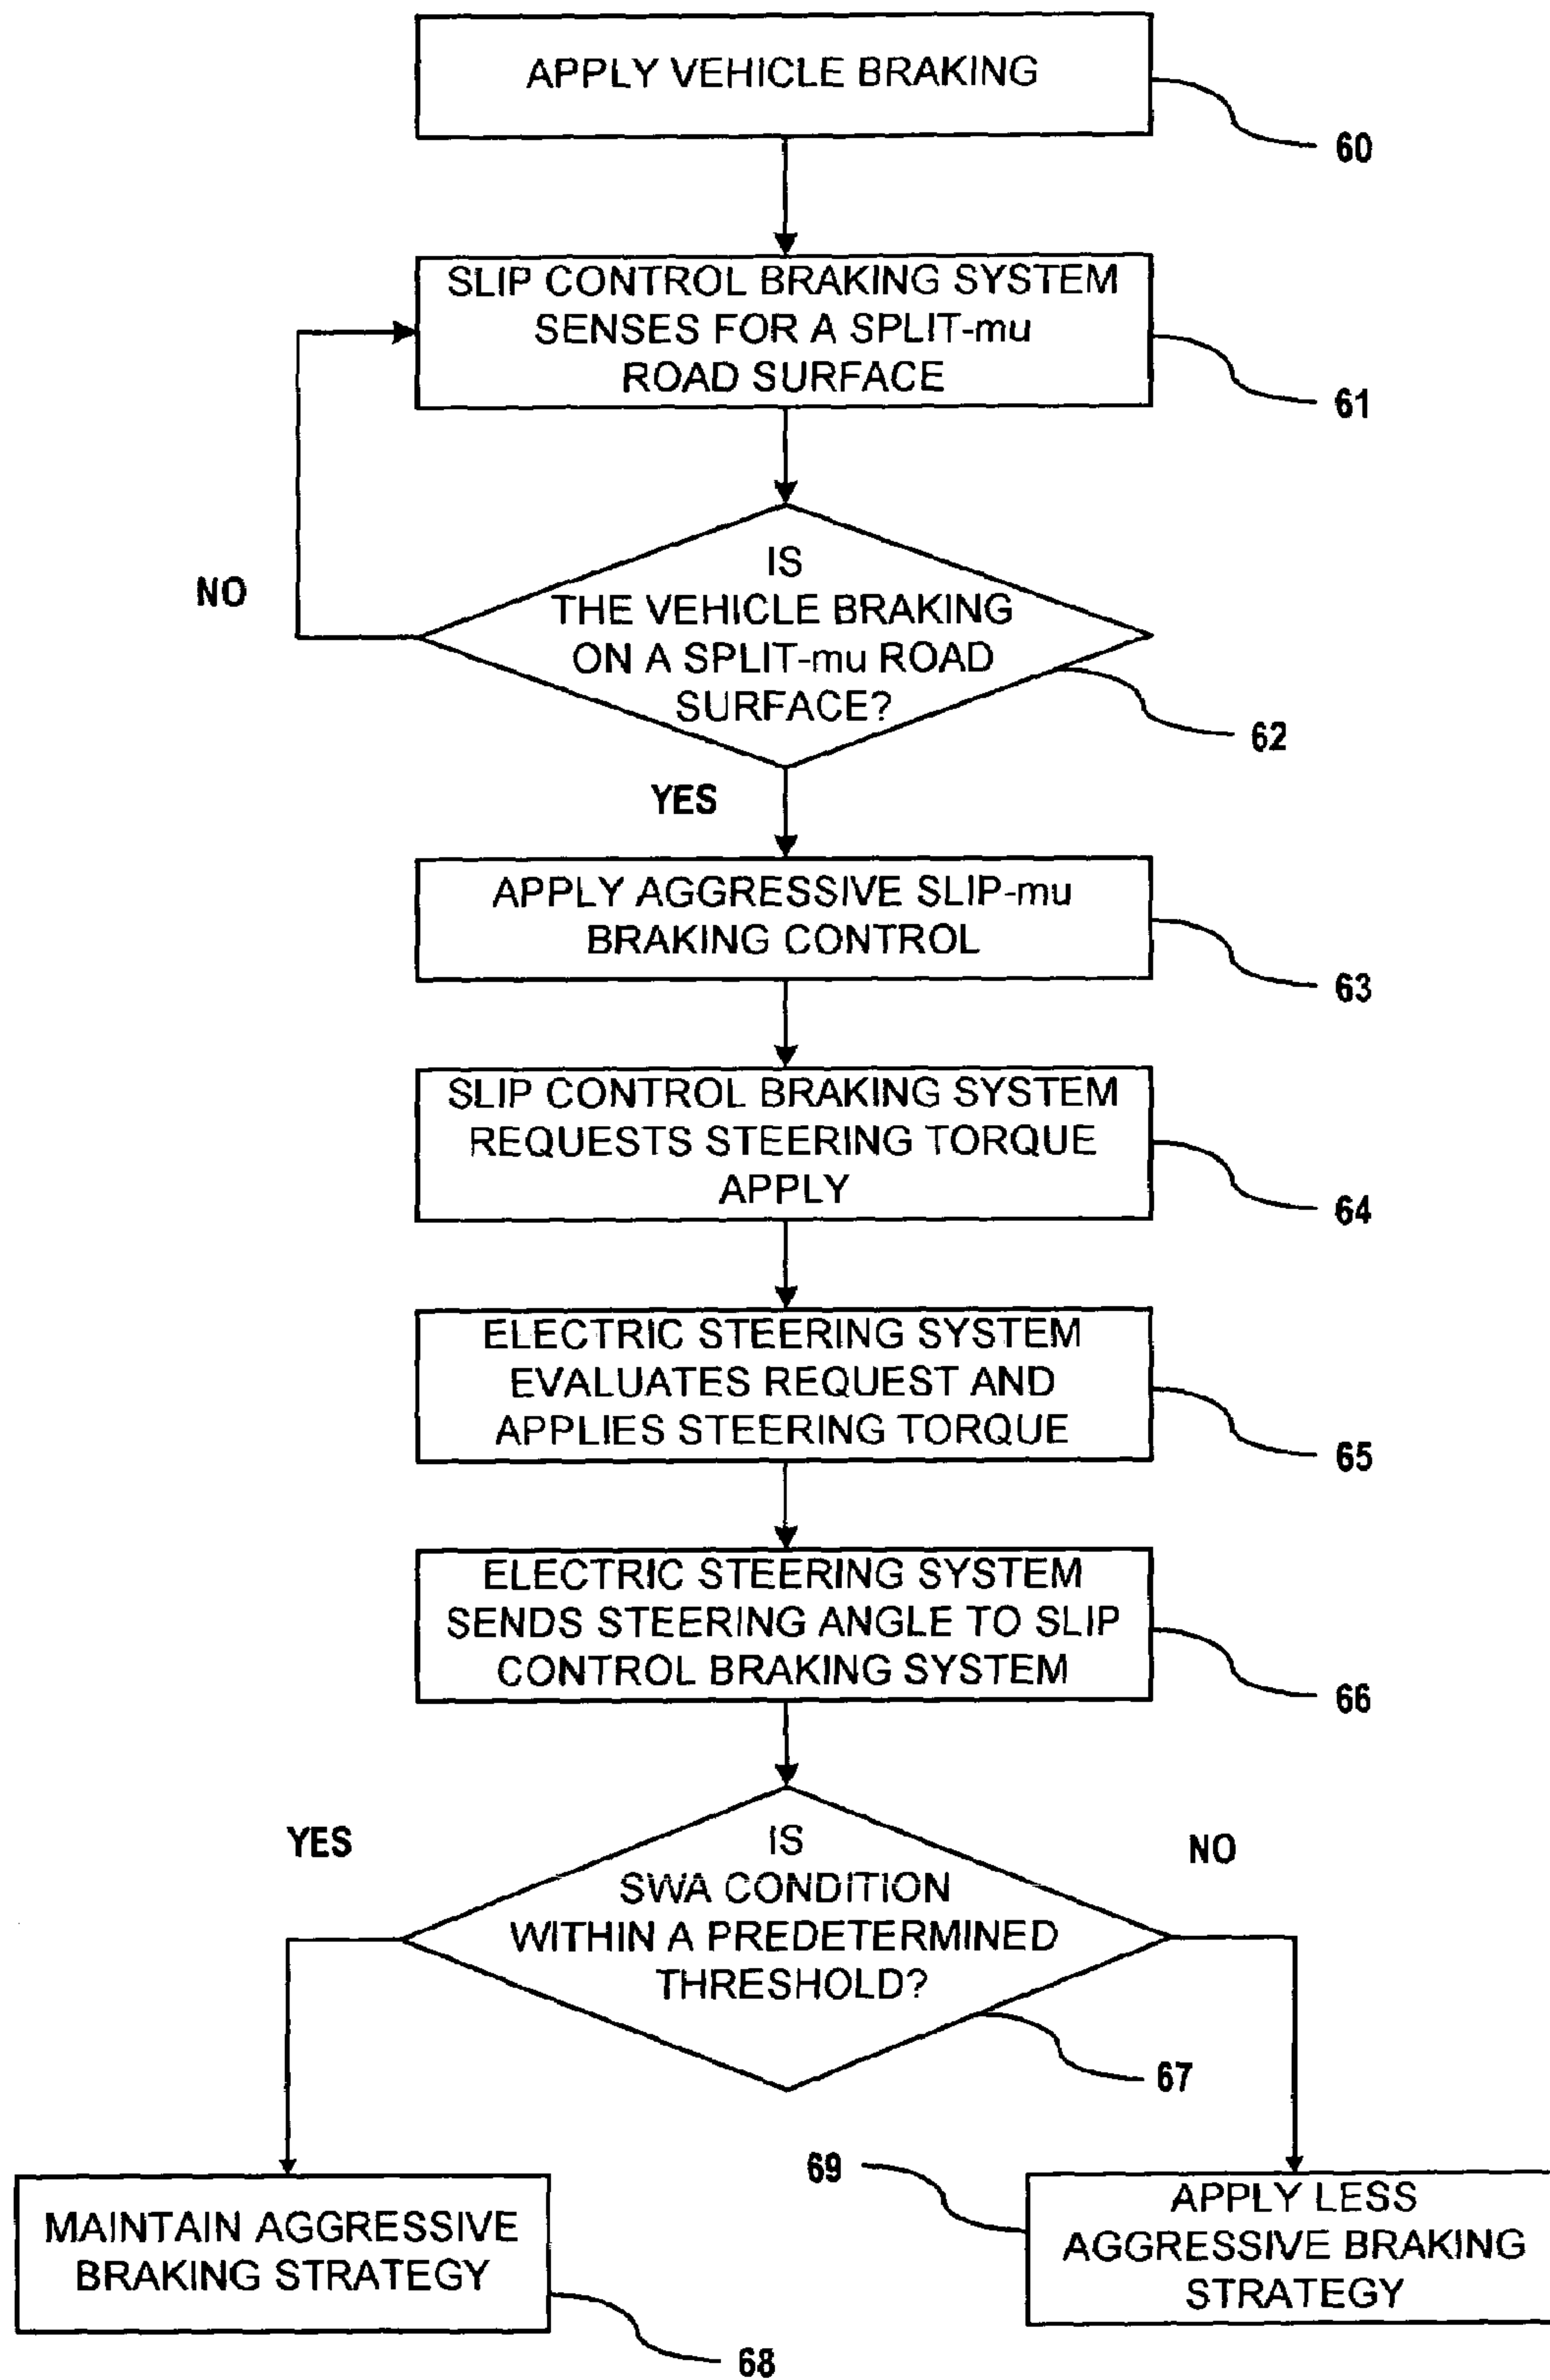 APPLY VEHICLE BRAKING
60
SLIP CONTROL BRAKING SYSTEM
SENSES FOR A SPLIT-mu
ROAD SURFACE
61
NO
IS
THE VEHICLE BRAKING
ON A SPLIT-mu ROAD
SURFACE?
62
YES
APPLY AGGRESSIVE SLIP-mu
BRAKING CONTROL
63
SLIP CONTROL BRAKING SYSTEM
REQUESTS STEERING TORQUE
APPLY
64
ELECTRIC STEERING SYSTEM
EVALUATES REQUEST AND
APPLIES STEERING TORQUE
65
ELECTRIC STEERING SYSTEM
SENDS STEERING ANGLE TO SLIP
CONTROL BRAKING SYSTEM
66
YES
IS
SWA CONDITION
WITHIN A PREDETERMINED
THRESHOLD?
NO
67
MAINTAIN AGGRESSIVE
BRAKING STRATEGY
68
69
APPLY LESS
AGGRESSIVE BRAKING
STRATEGY